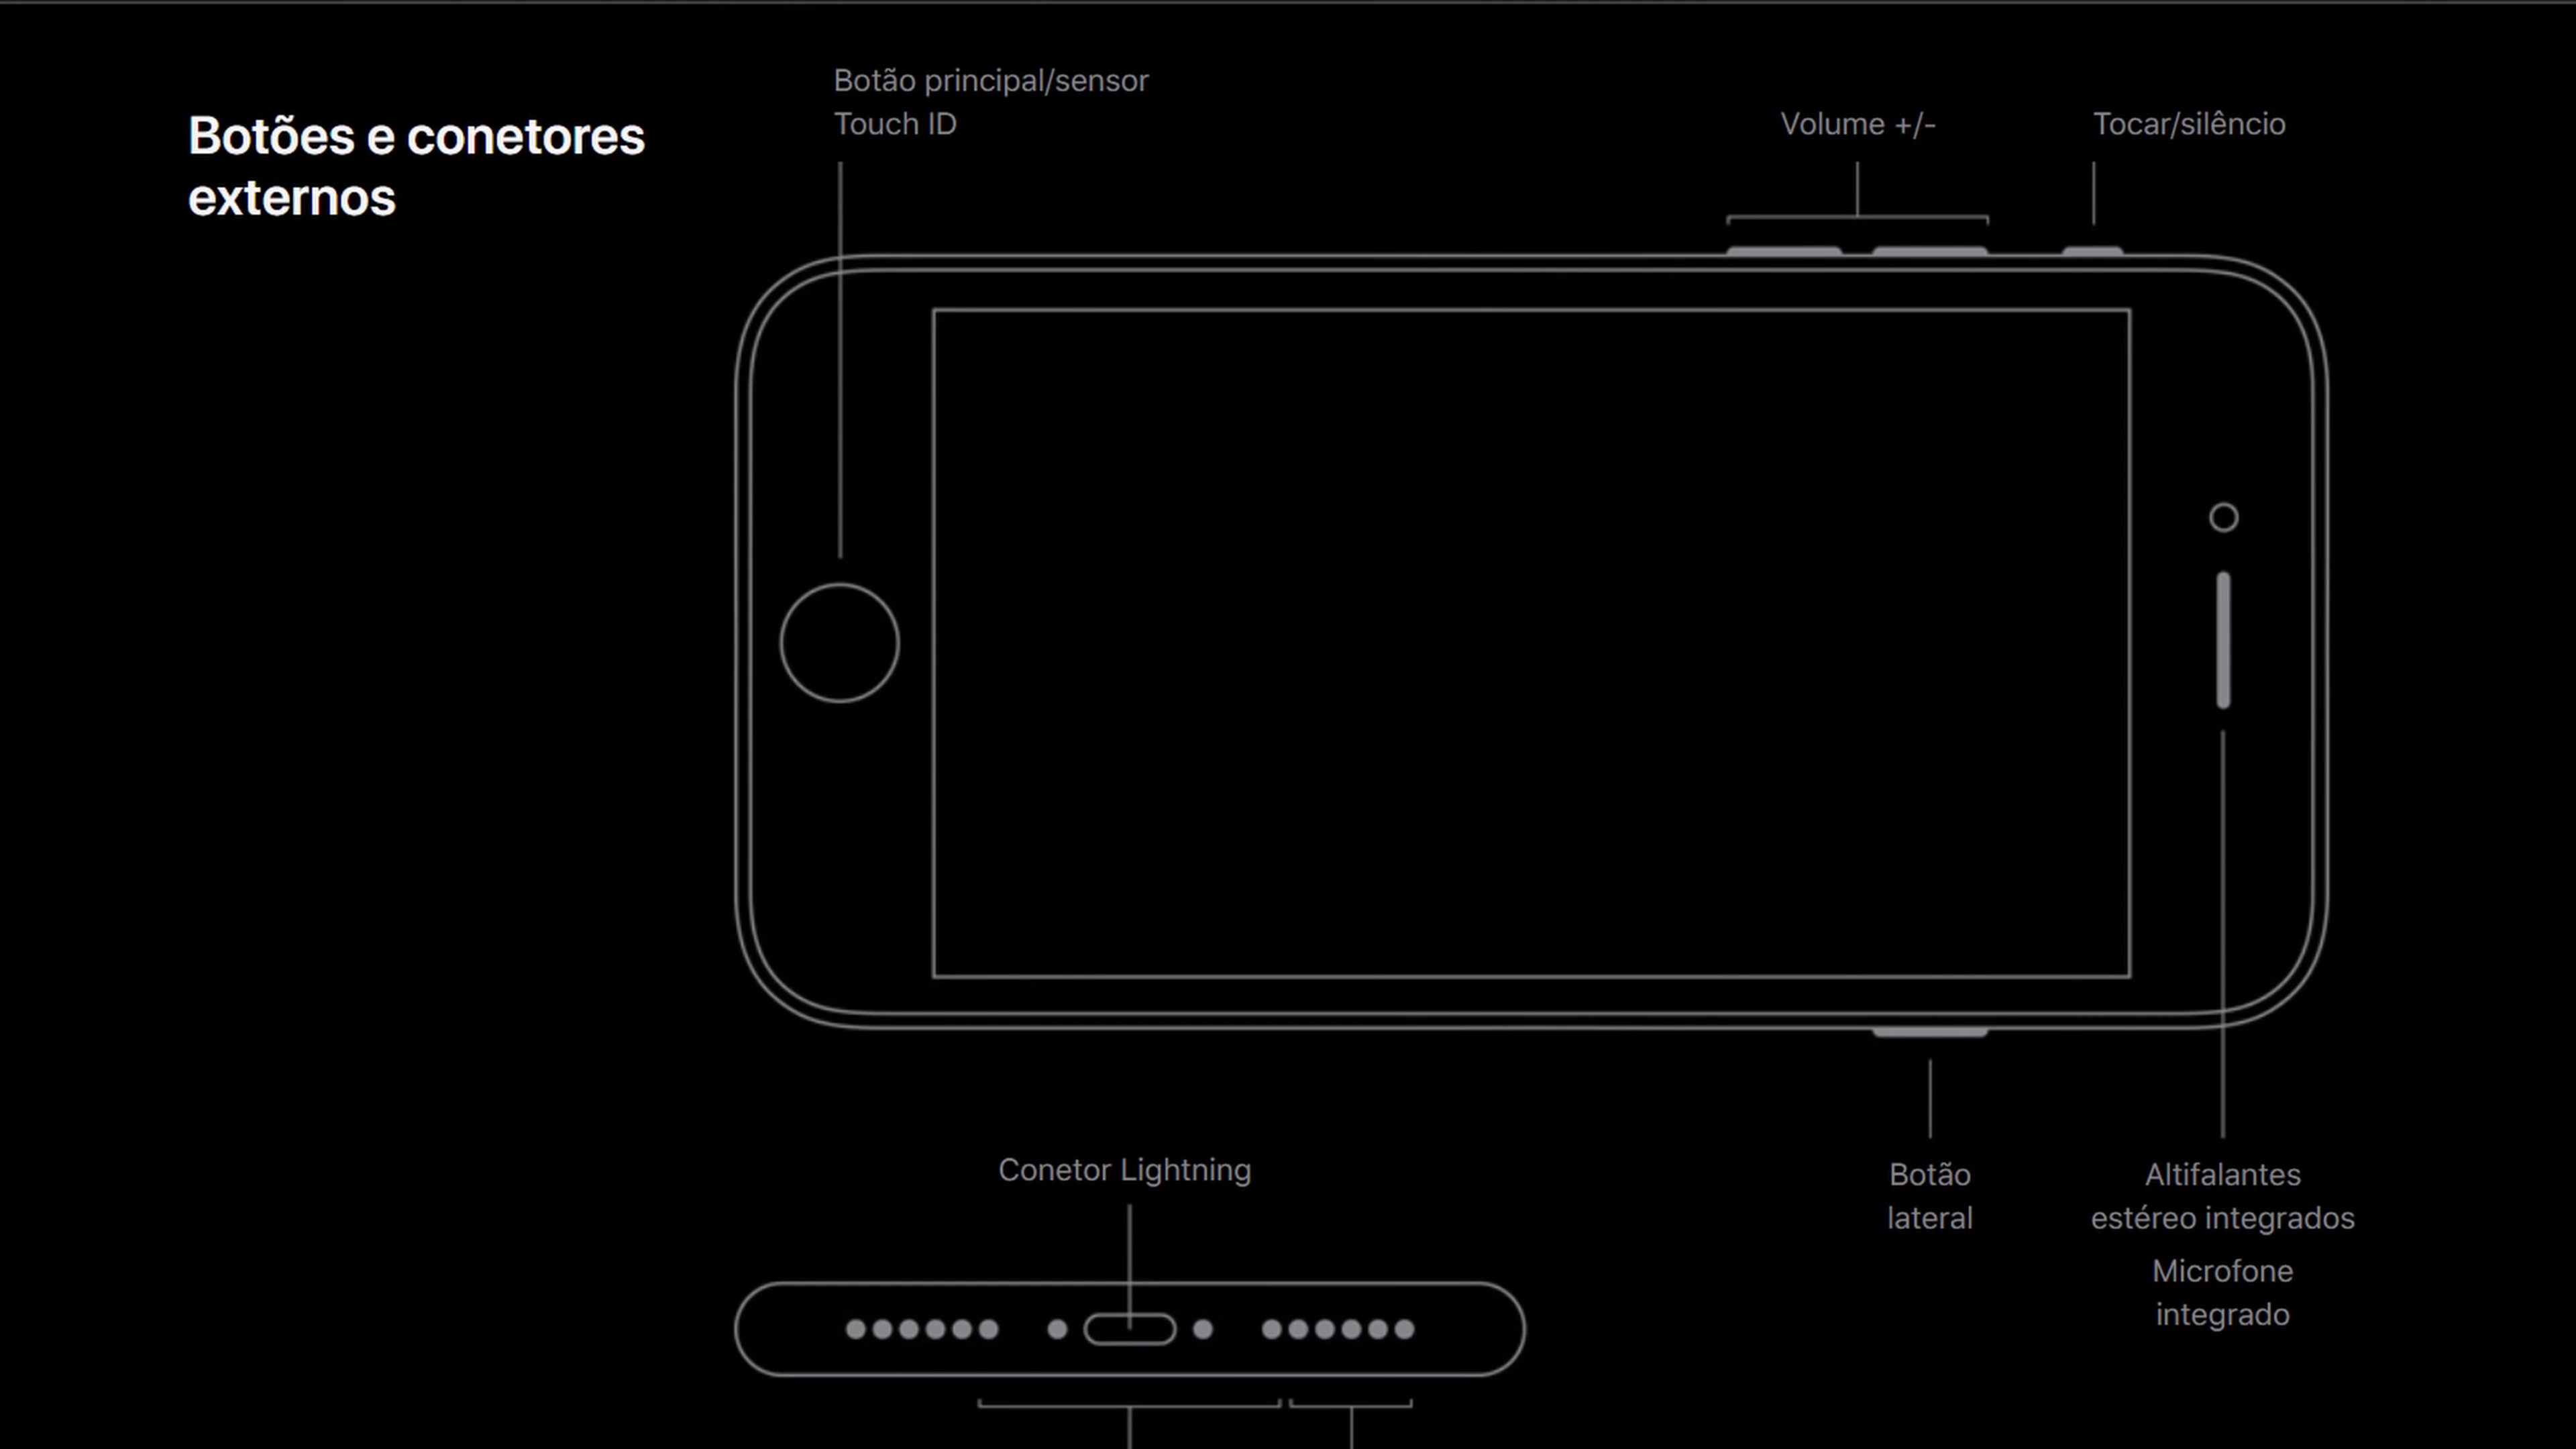 Botões e conetores
externos
Botão principal/sensor
Touch ID
Volume +/-
Tocar/silêncio
Conetor Lightning
Botão
lateral
Altifalantes
estéreo integrados
Microfone
integrado